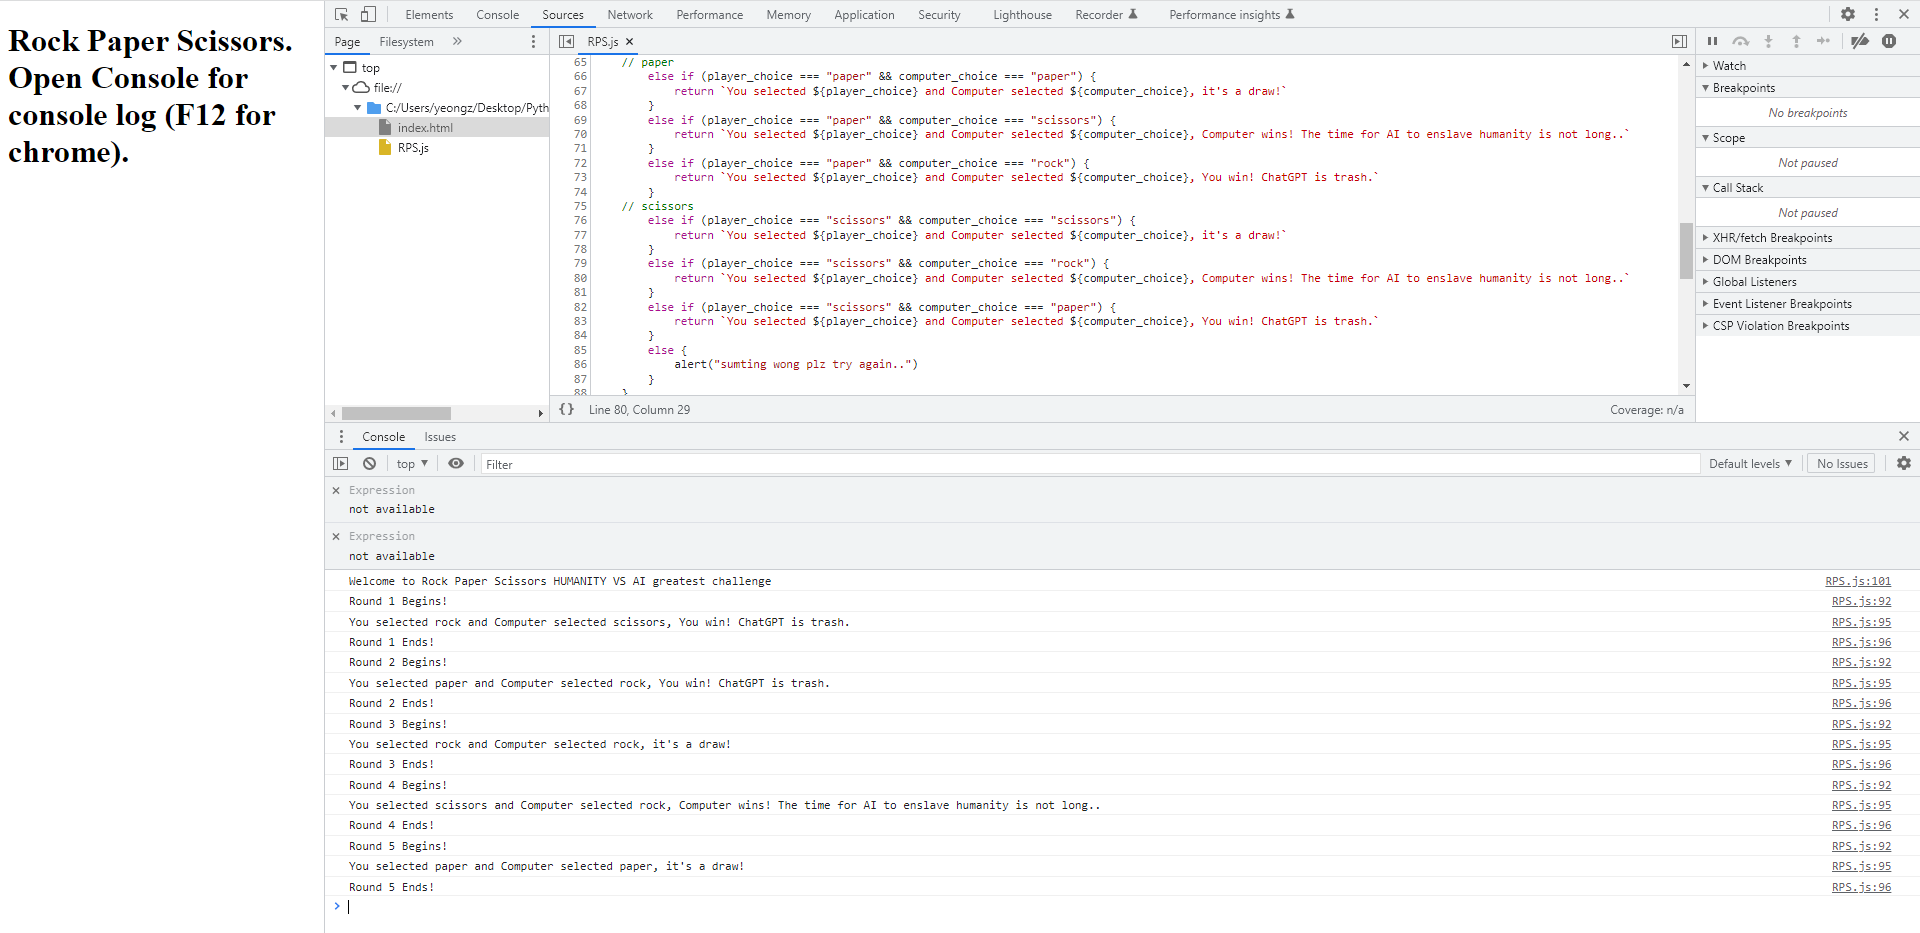 Rock Paper Scissors.
Open Console for
console log (F12 for
chrome).
Elements Console Sources Network Performance Memory Application Security Lighthouse Recorder Performance insights
Page Filesystem
top
file://
C:/Users/yeongz/Desktop/Pyth
index.html
RPS.js
RPS.js
65 // paper
66 else if (player_choice === "paper" && computer_choice === "paper") {
67 return `You selected ${player_choice} and Computer selected ${computer_choice}, it's a draw!`
68 }
69 else if (player_choice === "paper" && computer_choice === "scissors") {
70 return `You selected ${player_choice} and Computer selected ${computer_choice}, Computer wins! The time for AI to enslave humanity is not long..`
71 }
72 else if (player_choice === "paper" && computer_choice === "rock") {
73 return `You selected ${player_choice} and Computer selected ${computer_choice}, You win! ChatGPT is trash.`
74 }
75 // scissors
76 else if (player_choice === "scissors" && computer_choice === "scissors") {
77 return `You selected ${player_choice} and Computer selected ${computer_choice}, it's a draw!`
78 }
79 else if (player_choice === "scissors" && computer_choice === "rock") {
80 return `You selected ${player_choice} and Computer selected ${computer_choice}, Computer wins! The time for AI to enslave humanity is not long..`
81 }
82 else if (player_choice === "scissors" && computer_choice === "paper") {
83 return `You selected ${player_choice} and Computer selected ${computer_choice}, You win! ChatGPT is trash.`
84 }
85 else {
86 alert("sumting wong plz try again..")
87 }
88 }
{} Line 80, Column 29 Coverage: n/a
Watch
Breakpoints
No breakpoints
Scope
Not paused
Call Stack
Not paused
XHR/fetch Breakpoints
DOM Breakpoints
Global Listeners
Event Listener Breakpoints
CSP Violation Breakpoints
Console Issues
top Filter Default levels No Issues
Expression
not available
Expression
not available
Welcome to Rock Paper Scissors HUMANITY VS AI greatest challenge RPS.js:101
Round 1 Begins! RPS.js:92
You selected rock and Computer selected scissors, You win! ChatGPT is trash. RPS.js:95
Round 1 Ends! RPS.js:96
Round 2 Begins! RPS.js:92
You selected paper and Computer selected rock, You win! ChatGPT is trash. RPS.js:95
Round 2 Ends! RPS.js:96
Round 3 Begins! RPS.js:92
You selected rock and Computer selected rock, it's a draw! RPS.js:95
Round 3 Ends! RPS.js:96
Round 4 Begins! RPS.js:92
You selected scissors and Computer selected rock, Computer wins! The time for AI to enslave humanity is not long.. RPS.js:95
Round 4 Ends! RPS.js:96
Round 5 Begins! RPS.js:92
You selected paper and Computer selected paper, it's a draw! RPS.js:95
Round 5 Ends! RPS.js:96